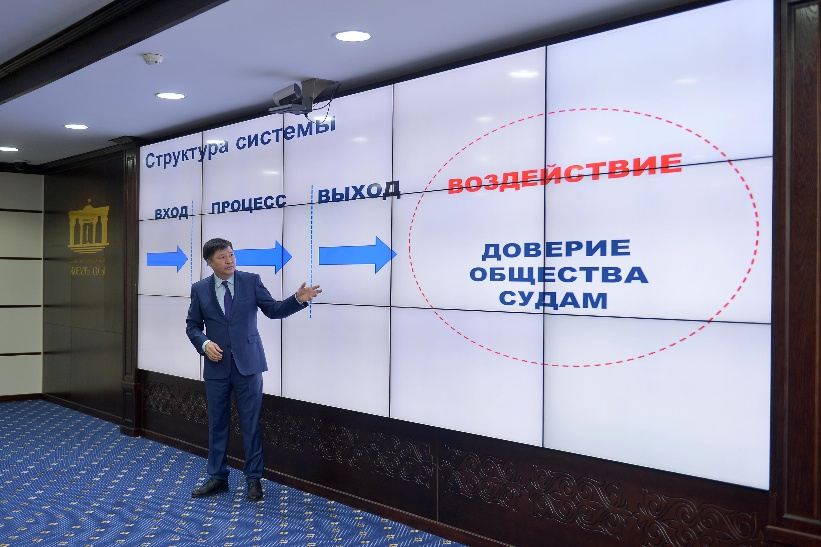 Структура системы
ВХОД
ПРОЦЕСС
ВЫХОД
ВОЗДЕЙСТВИЕ
ДОВЕРИЕ
ОБЩЕСТВА
СУДАМ